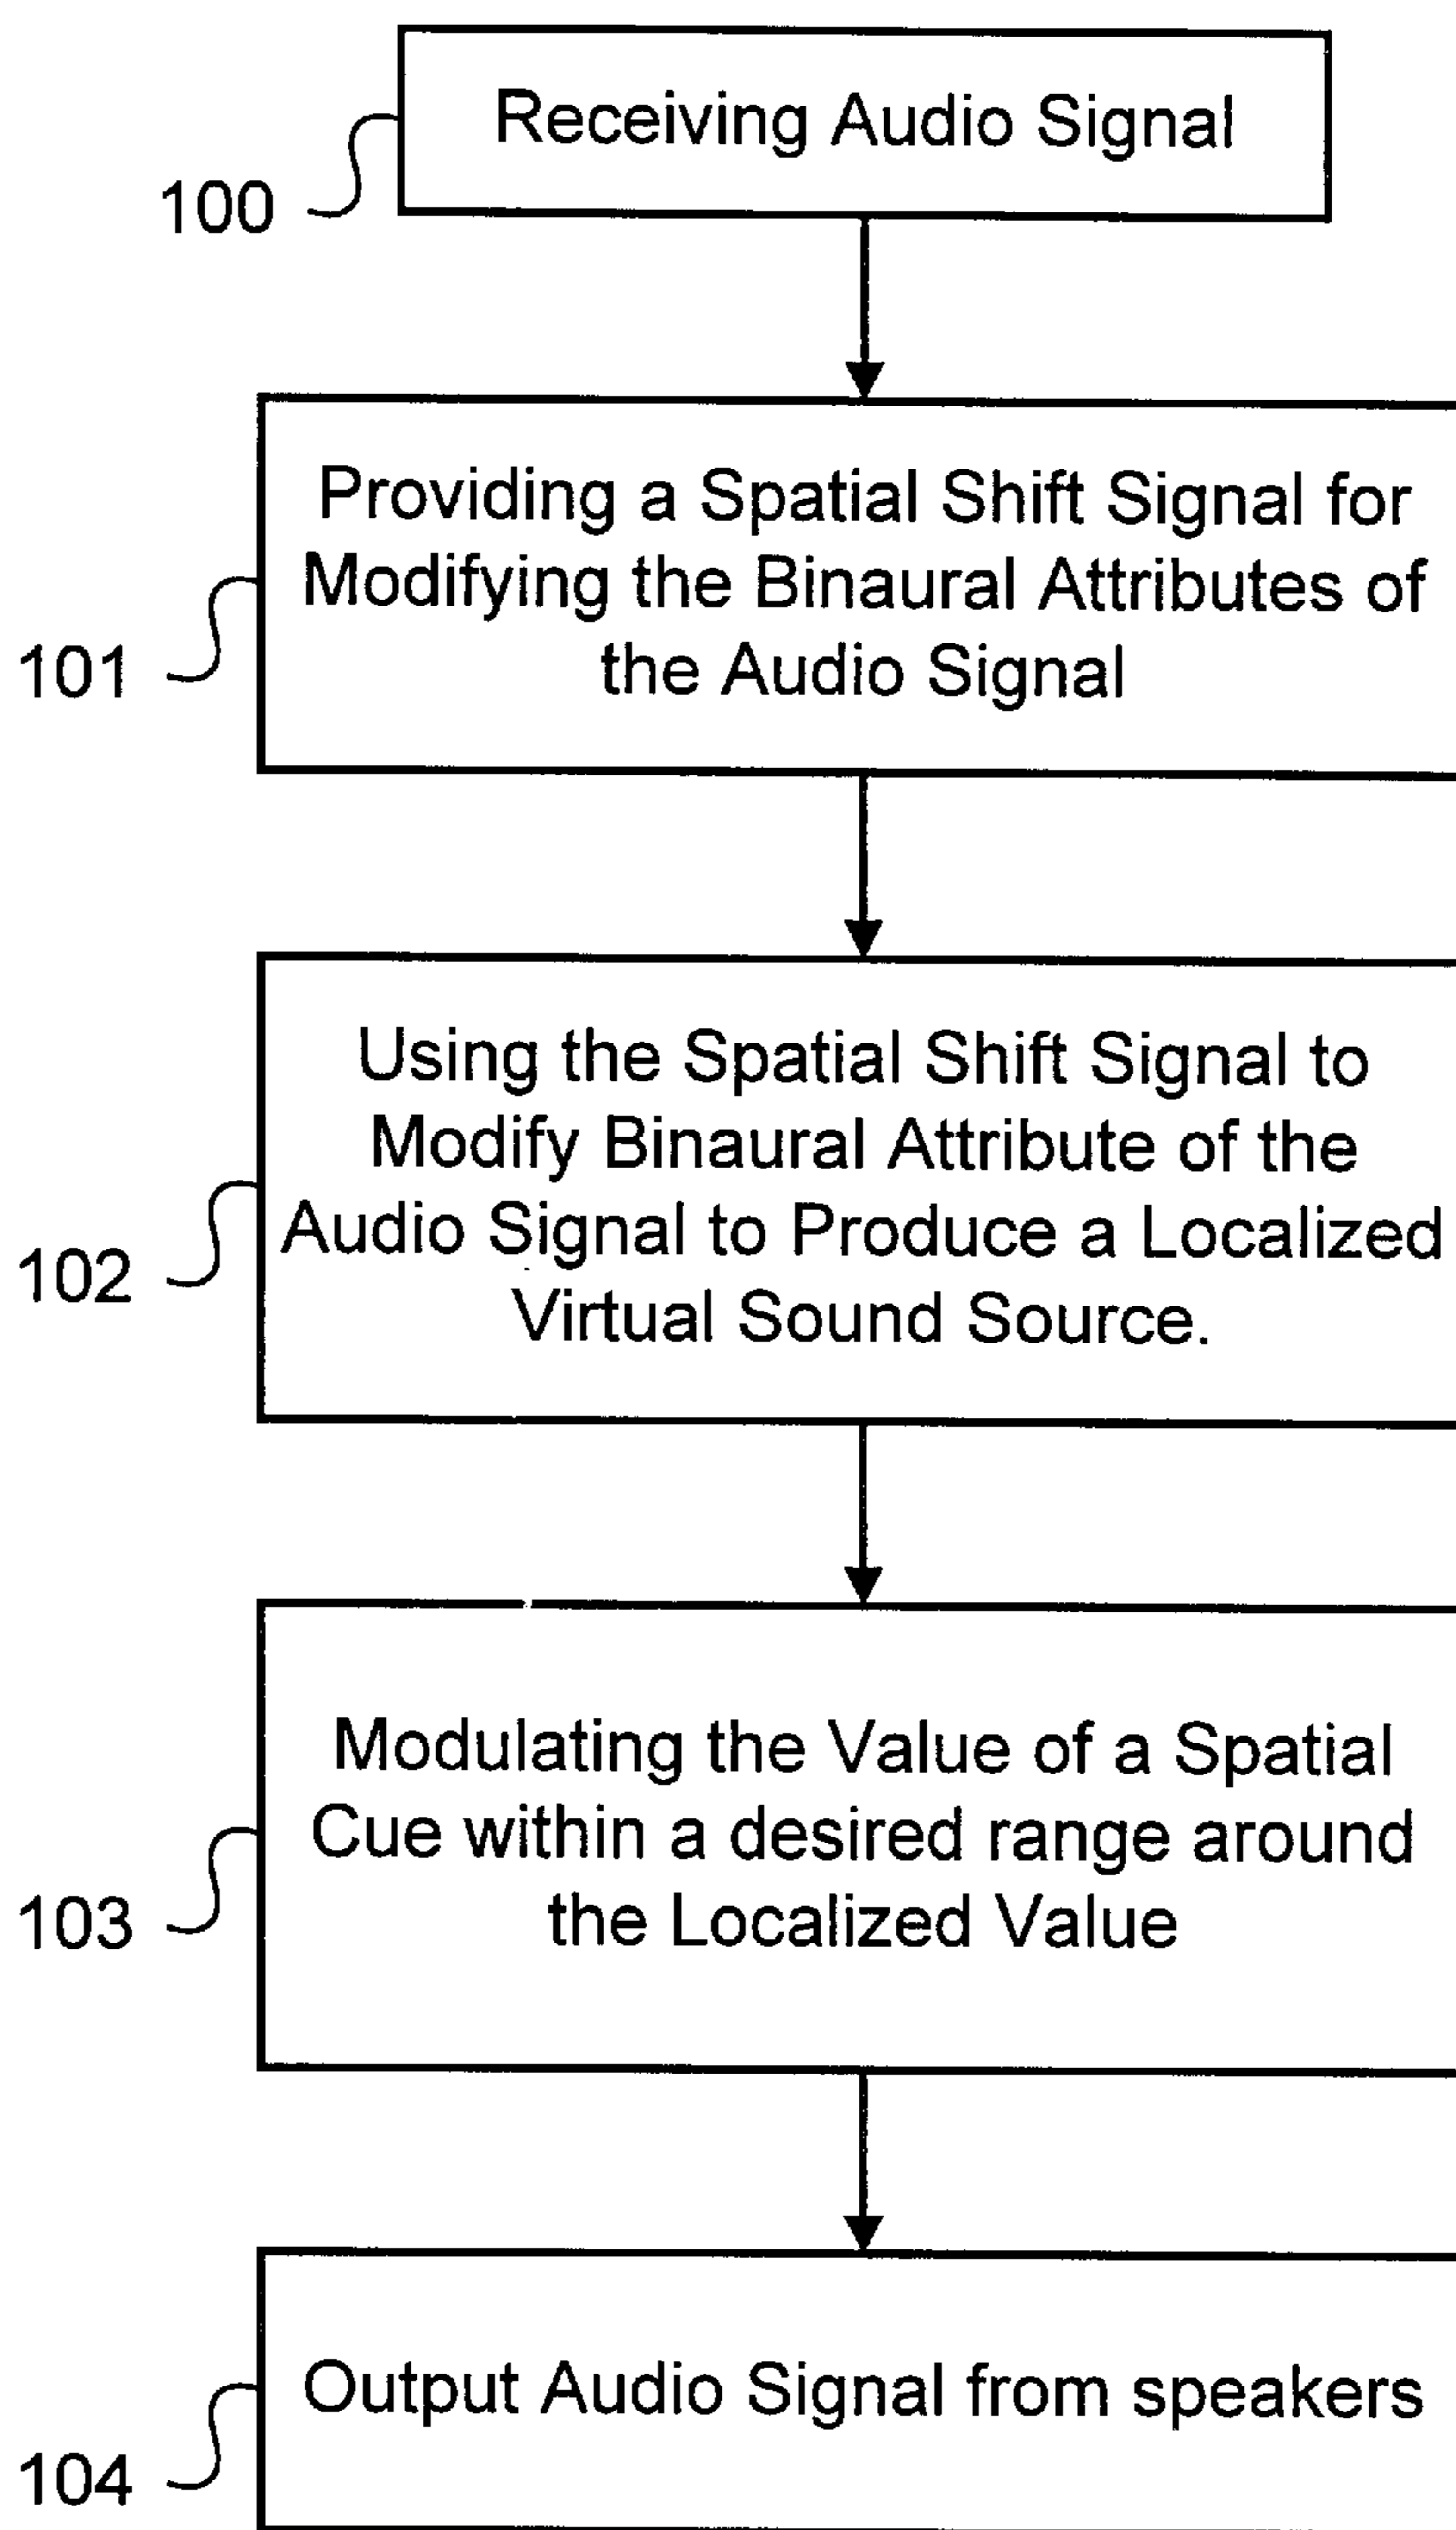 Receiving Audio Signal
100
Providing a Spatial Shift Signal for
Modifying the Binaural Attributes of
the Audio Signal
101
Using the Spatial Shift Signal to
Modify Binaural Attribute of the
Audio Signal to Produce a Localized
Virtual Sound Source.
102
Modulating the Value of a Spatial
Cue within a desired range around
the Localized Value
103
Output Audio Signal from speakers
104